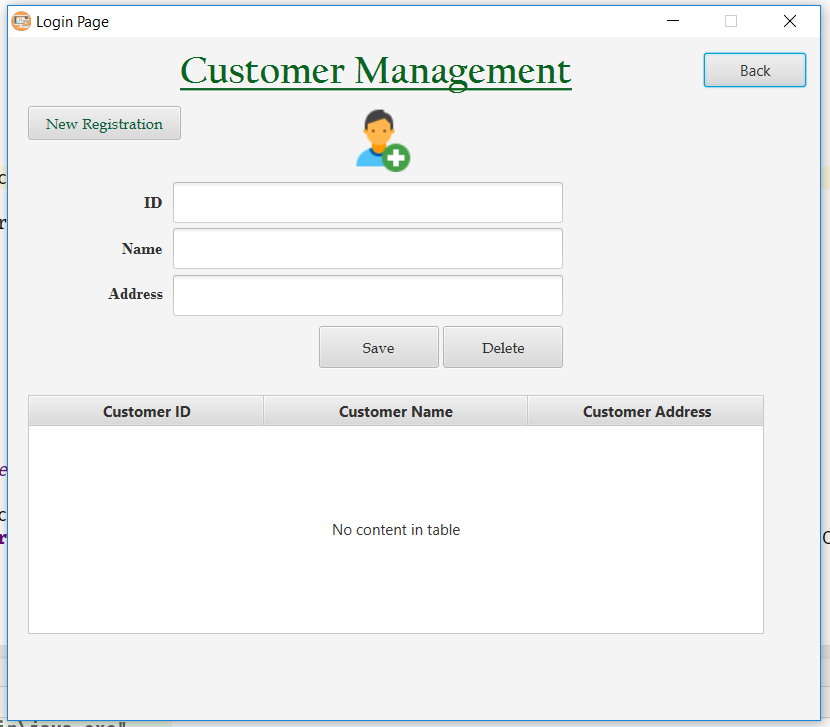 Login Page
Customer Management
Back
New Registration
ID
Name
Address
Save Delete
Customer ID Customer Name Customer Address
No content in table